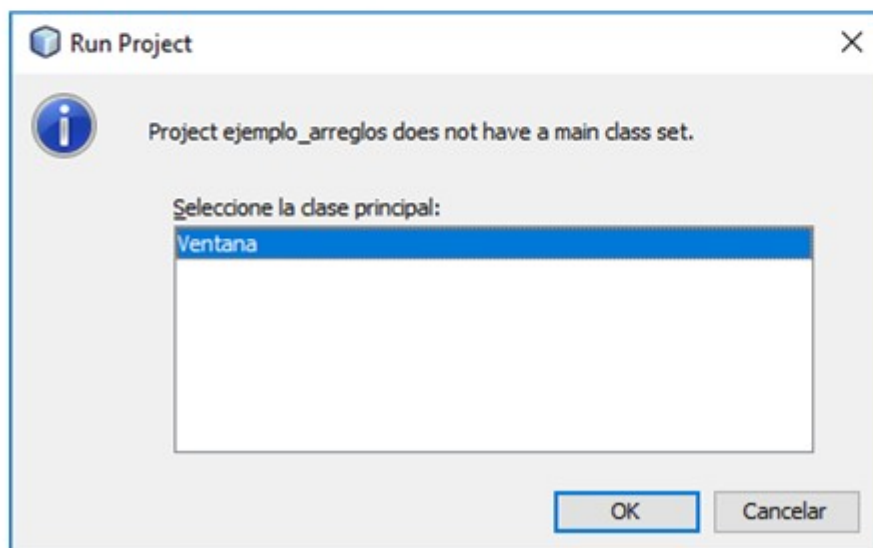 Run Project
Project ejemplo_arreglos does not have a main class set.
Seleccione la clase principal:
Ventana
OK
Cancelar